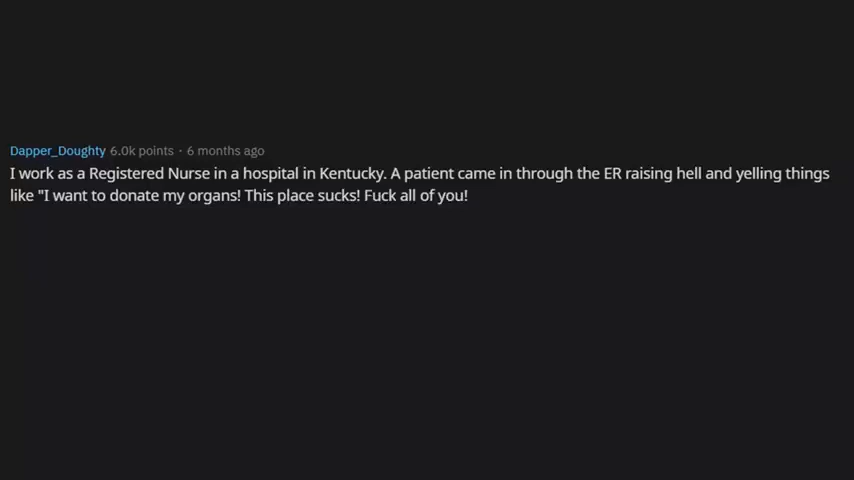 Dapper_Doughty 6.0k points · 6 months ago
I work as a Registered Nurse in a hospital in Kentucky. A patient came in through the ER raising hell and yelling things
like "I want to donate my organs! This place sucks! Fuck all of you!